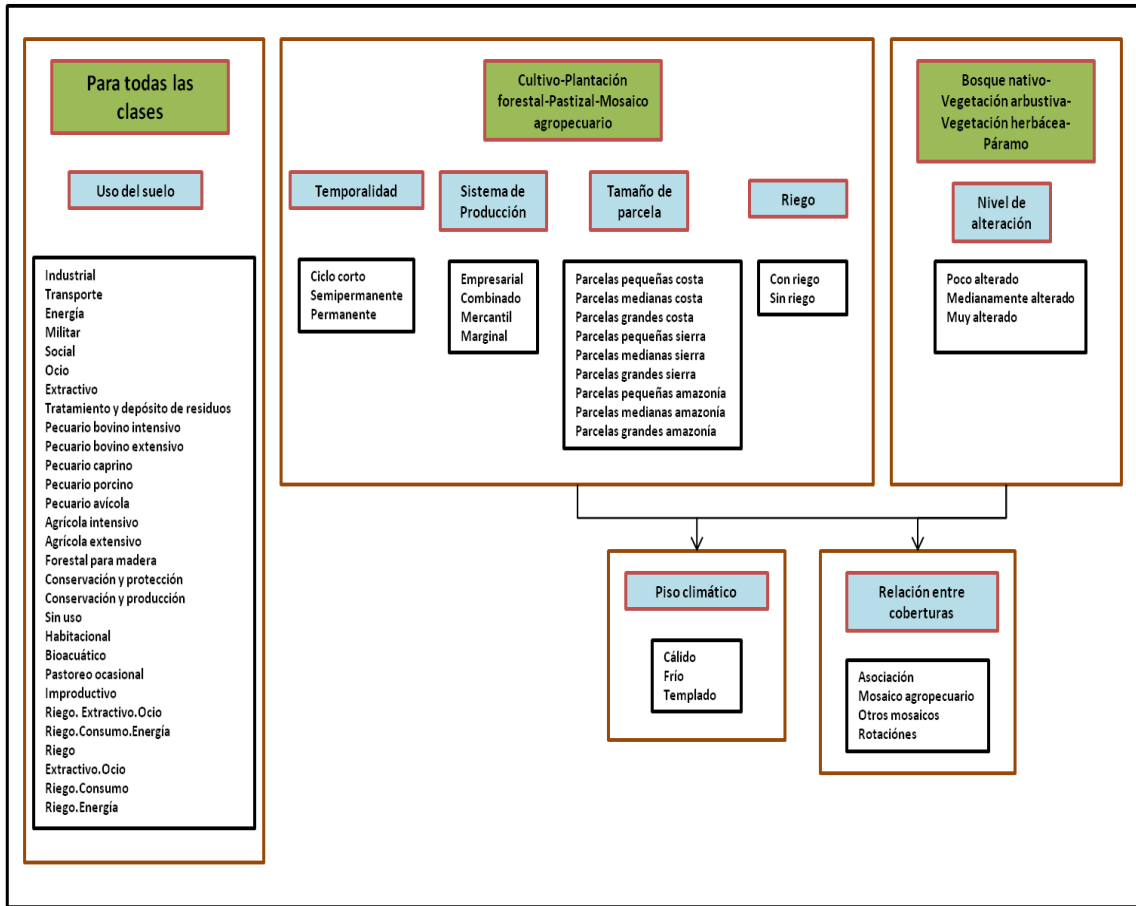 Para todas las
clases
Uso del suelo
Industrial
Transporte
Energía
Militar
Social
Ocio
Extractivo
Tratamiento y depósito de residuos
Pecuario bovino intensivo
Pecuario bovino extensivo
Pecuario caprino
Pecuario porcino
Pecuario avícola
Agrícola intensivo
Agrícola extensivo
Forestal para madera
Conservación y protección
Conservación y producción
Sin uso
Habitacional
Bioacuático
Pastoreo ocasional
Improductivo
Riego. Extractivo.Ocio
Riego.Consumo.Energía
Riego
Extractivo.Ocio
Riego.Consumo
Riego.Energía
Cultivo-Plantación
forestal-Pastizal-Mosaico
agropecuario
Temporalidad
Ciclo corto
Semipermanente
Permanente
Sistema de
Producción
Empresarial
Combinado
Mercantil
Marginal
Tamaño de
parcela
Parcelas pequeñas costa
Parcelas medianas costa
Parcelas grandes costa
Parcelas pequeñas sierra
Parcelas medianas sierra
Parcelas grandes sierra
Parcelas pequeñas amazonía
Parcelas medianas amazonía
Parcelas grandes amazonía
Riego
Con riego
Sin riego
Bosque nativo-
Vegetación arbustiva-
Vegetación herbácea-
Páramo
Nivel de
alteración
Poco alterado
Medianamente alterado
Muy alterado
Piso climático
Cálido
Frío
Templado
Relación entre
coberturas
Asociación
Mosaico agropecuario
Otros mosaicos
Rotaciónes